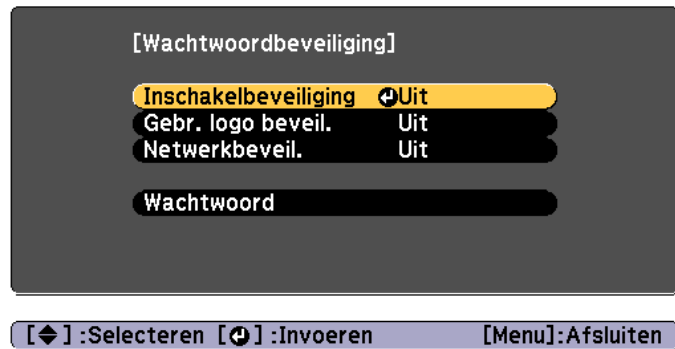 [Wachtwoordbeveiliging]
Inschakelbeveiliging Uit
Gebr. logo beveil. Uit
Netwerkbeveil. Uit
Wachtwoord
[ ] :Selecteren [ ] :Invoeren [Menu]:Afsluiten